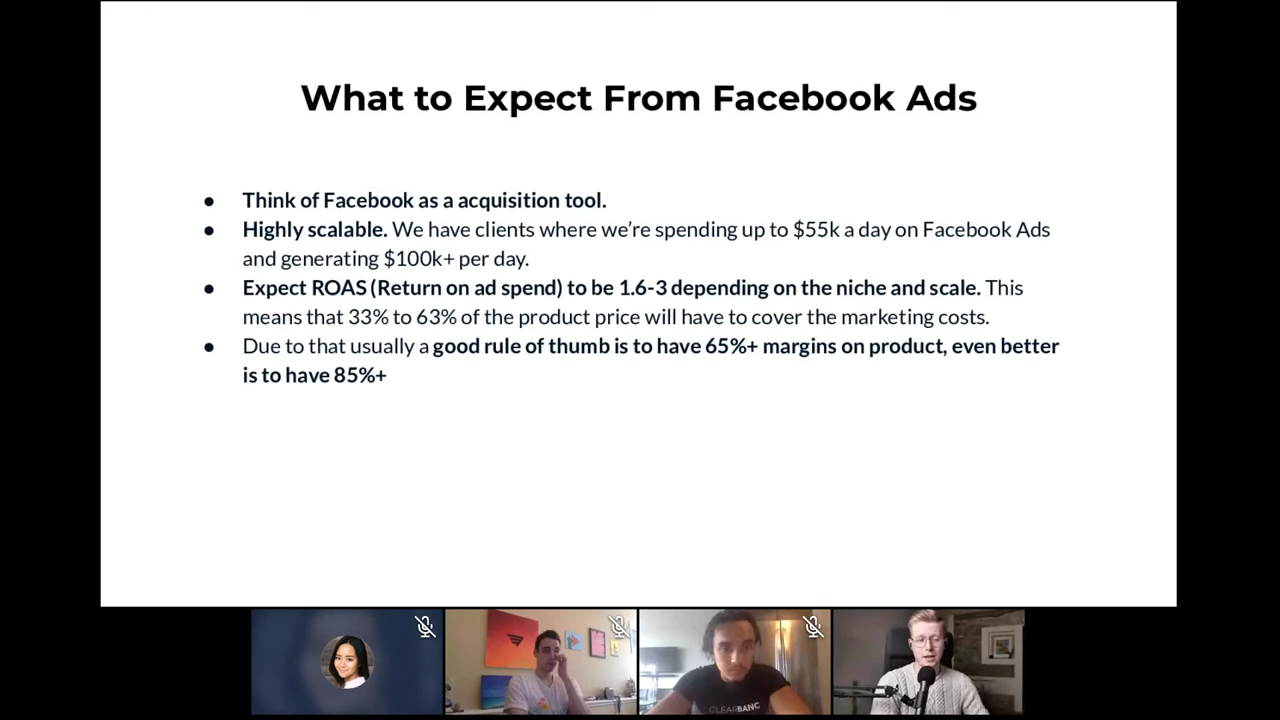 What to Expect From Facebook Ads
● Think of Facebook as a acquisition tool.
● Highly scalable. We have clients where we’re spending up to $55k a day on Facebook Ads
and generating $100k+ per day.
● Expect ROAS (Return on ad spend) to be 1.6-3 depending on the niche and scale. This
means that 33% to 63% of the product price will have to cover the marketing costs.
● Due to that usually a good rule of thumb is to have 65%+ margins on product, even better
is to have 85%+
CLEARBANC